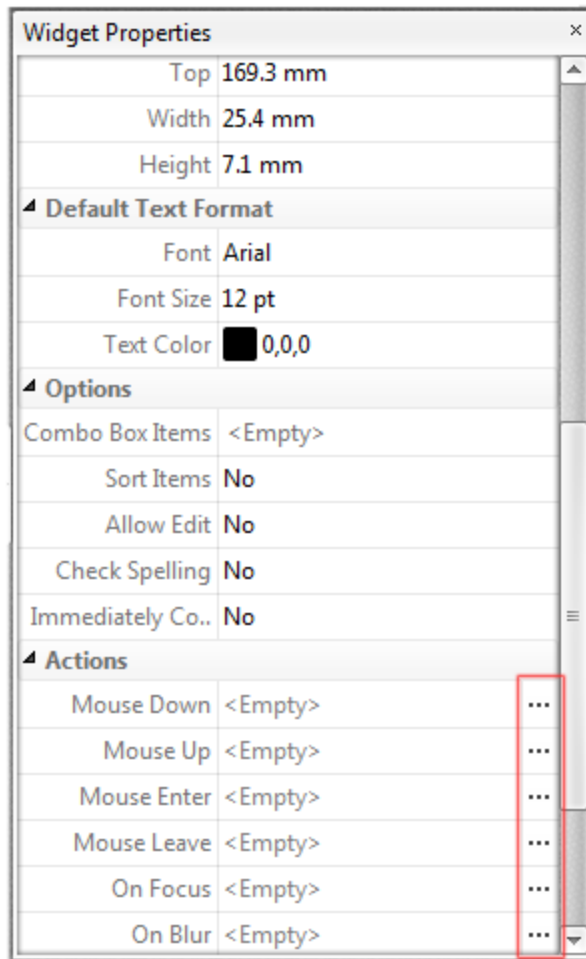 Widget Properties
Top 169.3 mm
Width 25.4 mm
Height 7.1 mm
Default Text Format
Font Arial
Font Size 12 pt
Text Color 0,0,0
Options
Combo Box Items <Empty>
Sort Items No
Allow Edit No
Check Spelling No
Immediately Co.. No
Actions
Mouse Down <Empty> ...
Mouse Up <Empty> ...
Mouse Enter <Empty> ...
Mouse Leave <Empty> ...
On Focus <Empty> ...
On Blur <Empty> ...